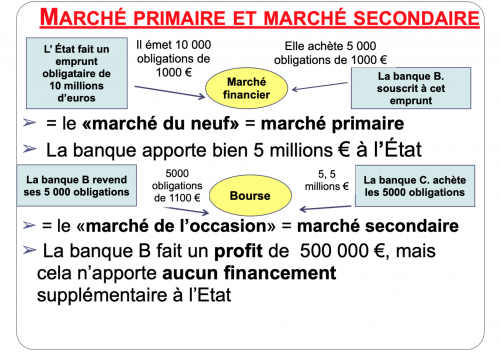 MARCHÉ PRIMAIRE ET MARCHÉ SECONDAIRE
L' État fait un
emprunt
obligataire de
10 millions
d'euros
Il émet 10 000
obligations de
1000 €
Marché
financier
Elle achète 5 000
obligations de 1000 €
La banque B.
souscrit à cet
emprunt
➢ = le «marché du neuf» = marché primaire
➢ La banque apporte bien 5 millions € à l'État
La banque B revend
ses 5 000 obligations
5000
obligations
de 1100 €
Bourse
5, 5
millions €
La banque C. achète
les 5000 obligations
➢ = le «marché de l'occasion» = marché secondaire
➢ La banque B fait un profit de 500 000 €, mais
cela n'apporte aucun financement
supplémentaire à l'Etat